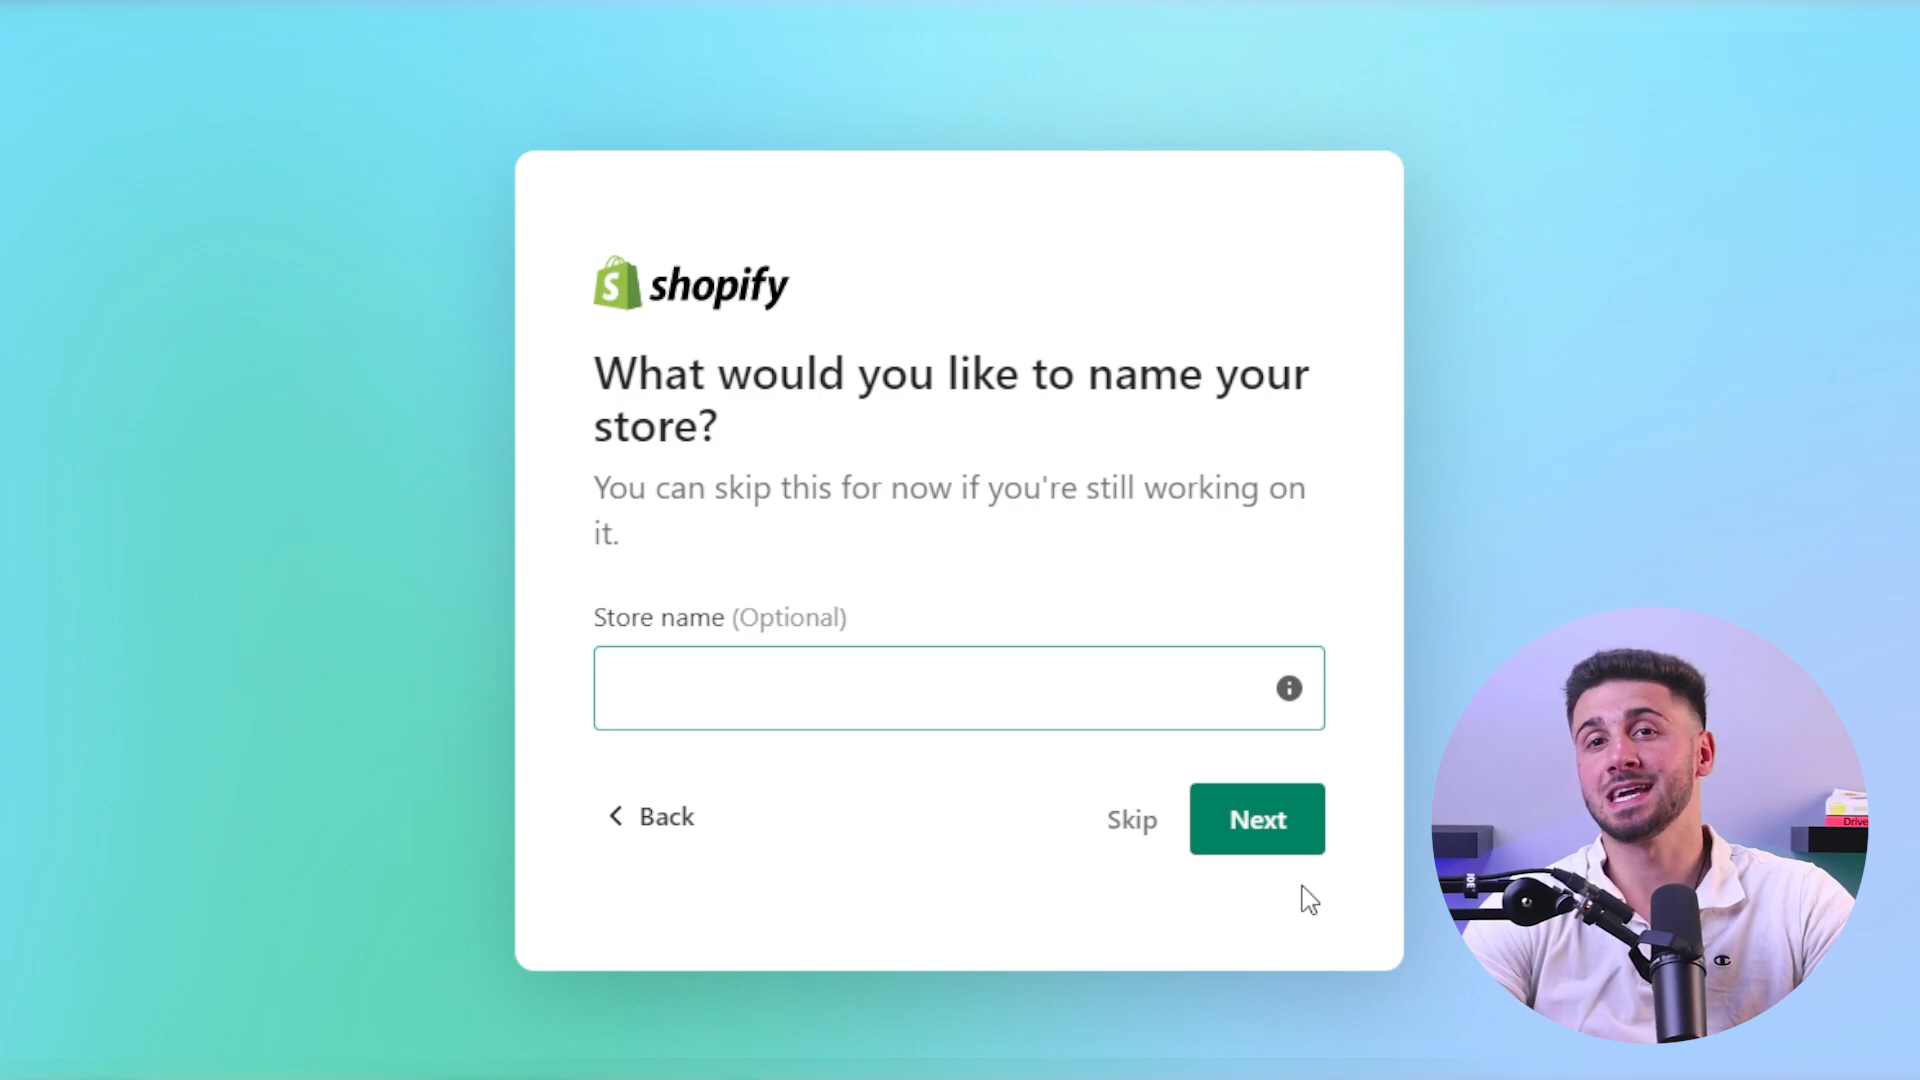 shopify
What would you like to name your
store?
You can skip this for now if you're still working on
it.
Store name (Optional)
Back
Skip
Next
Drive